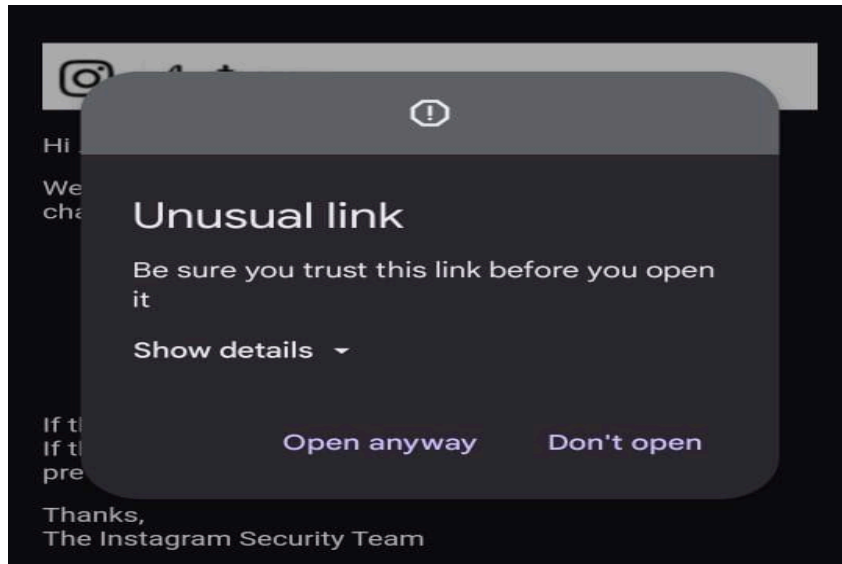 Hi
We
cha
Unusual link
Be sure you trust this link before you open
it
Show details
If t
If t
pre
Open anyway
Don't open
Thanks,
The Instagram Security Team